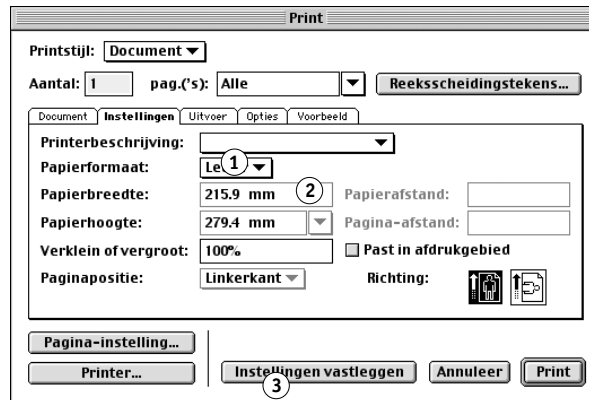 Print
Printstijl: Document
Aantal: 1 pag.('s): Alle Reeksscheidingstekens...
Document Instellingen Uitvoer Opties Voorbeeld
Printerbeschrijving:
Papierformaat: Le 1
Papierbreedte: 215.9 mm 2 Papierafstand:
Papierhoogte: 279.4 mm Pagina-afstand:
Verklein of vergroot: 100% Past in afdrukgebied
Paginapositie: Linkerkant Richting:
Pagina-instelling...
Printer... Instellingen vastleggen Annuleer Print
3